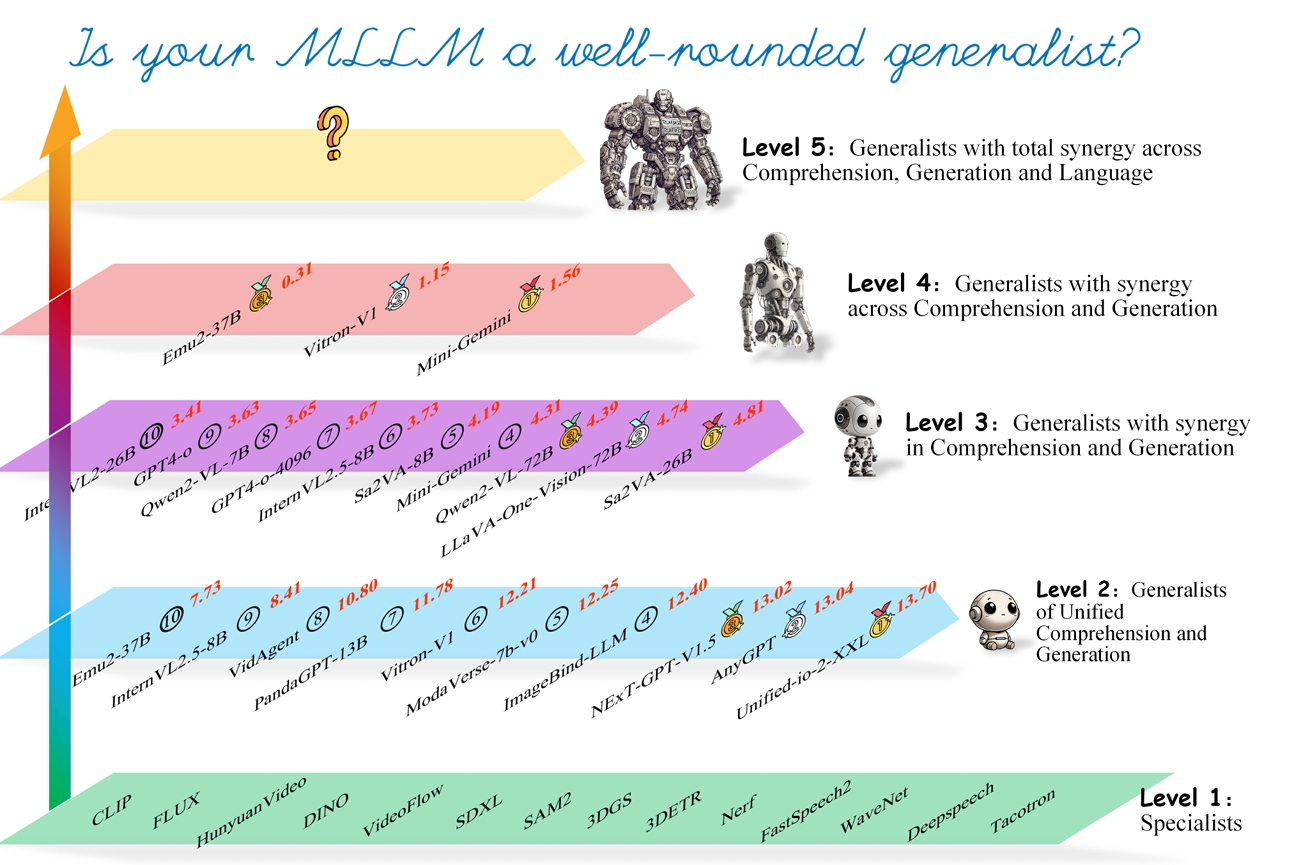 Is your MLLM a well-rounded generalist?
?
Level 5: Generalists with total synergy across
Comprehension, Generation and Language
Emu2-37B 3 0.31
Vitron-V1 2 1.15
Mini-Gemini 1 1.56
Level 4: Generalists with synergy
across Comprehension and Generation
InternVL2-26B 10 3.41
GPT4-o 9 3.63
Qwen2-VL-7B 8 3.65
GPT4-o-4096 7 3.67
InternVL2.5-8B 6 3.73
Sa2VA-8B 5 4.19
Mini-Gemini 4 4.31
Qwen2-VL-72B 3 4.39
LLaVA-One-Vision-72B 2 4.74
Sa2VA-26B 1 4.81
Level 3: Generalists with synergy
in Comprehension and Generation
Emu2-37B 10 7.73
InternVL2.5-8B 9 8.41
VidAgent 8 10.80
PandaGPT-13B 7 11.78
Vitron-V1 6 12.21
ModaVerse-7b-v0 5 12.25
ImageBind-LLM 4 12.40
NExT-GPT-V1.5 3 13.02
AnyGPT 2 13.04
Unified-io-2-XXL 1 13.70
Level 2: Generalists
of Unified
Comprehension and
Generation
CLIP
FLUX
HunyuanVideo
DINO
VideoFlow
SDXL
SAM2
3DGS
3DETR
Nerf
FastSpeech2
WaveNet
Deepspeech
Tacotron
Level 1:
Specialists